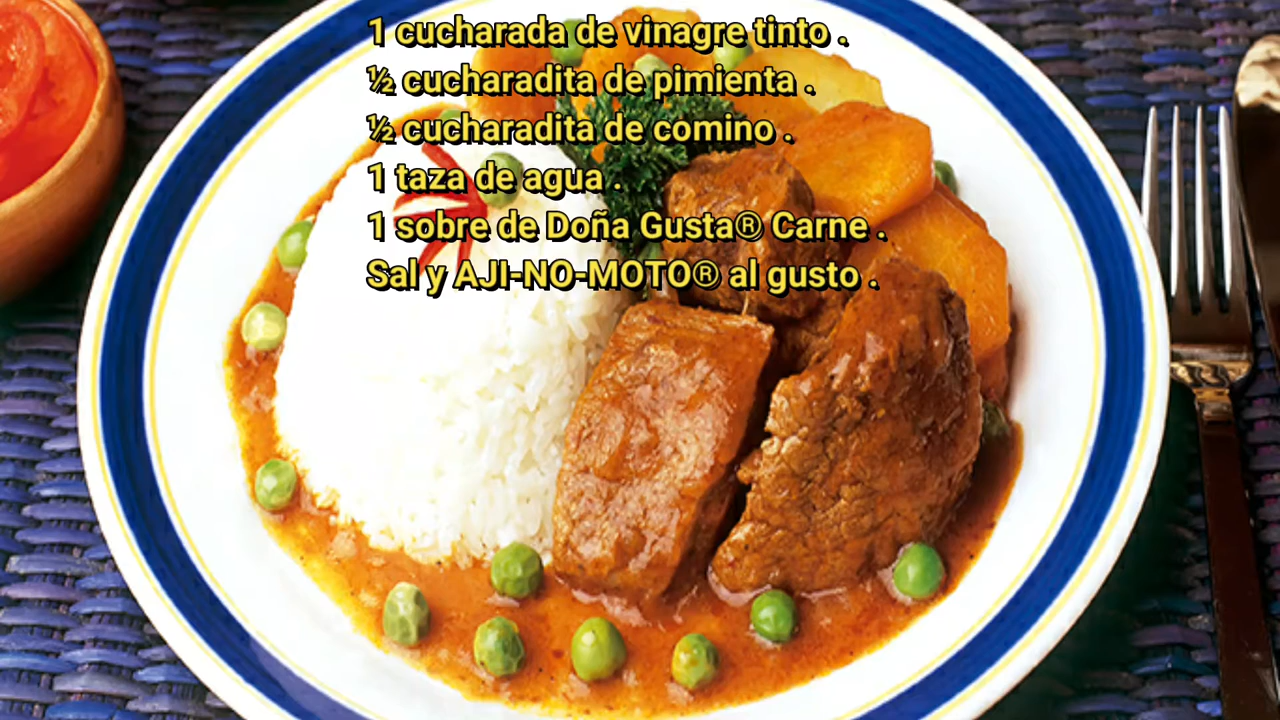 1 cucharada de vinagre tinto .
½ cucharadita de pimienta .
½ cucharadita de comino .
1 taza de agua .
1 sobre de Doña Gusta® Carne .
Sal y AJI-NO-MOTO® al gusto .